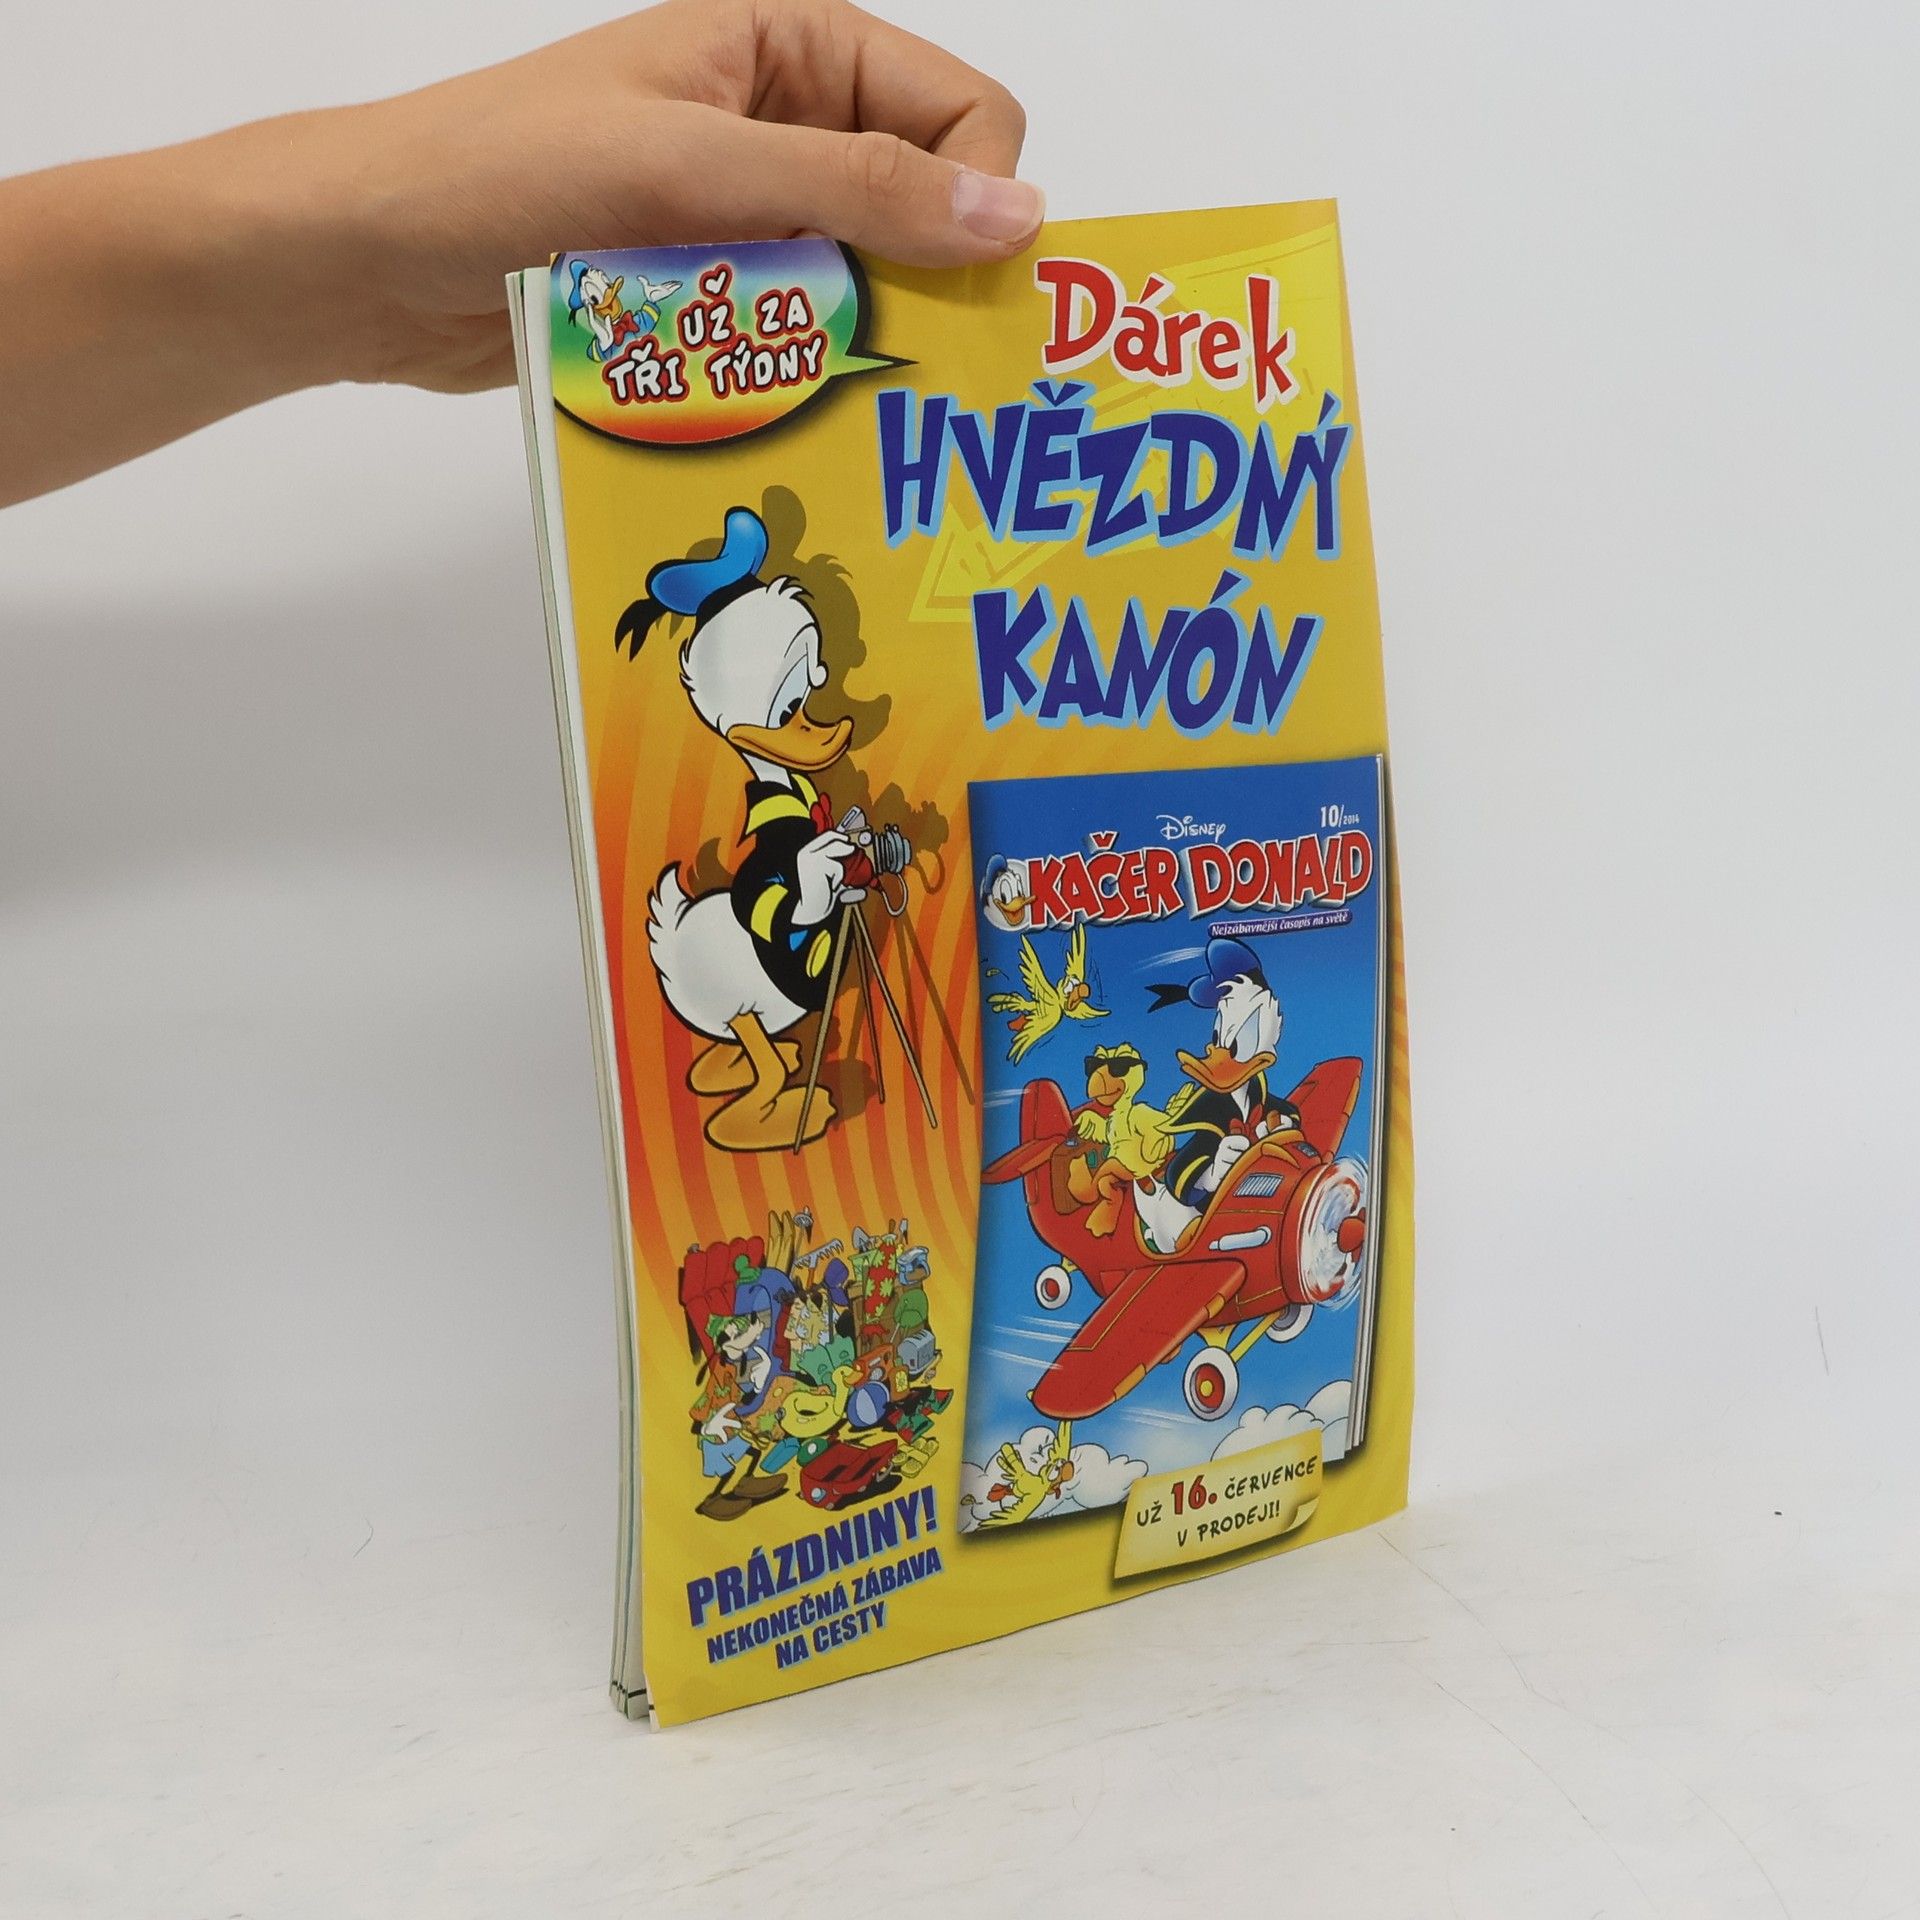 UŽ ZA
TŘI TÝDNY
Dárek
HVĚZDNÝ
KANÓN
Disney
10/2014
KAČER DONALD
Nejzábavnější časopis na světě
UŽ 16. ČERVENCE
V PRODEJI!
PRÁZDNINY!
NEKONEČNÁ ZÁBAVA
NA CESTY